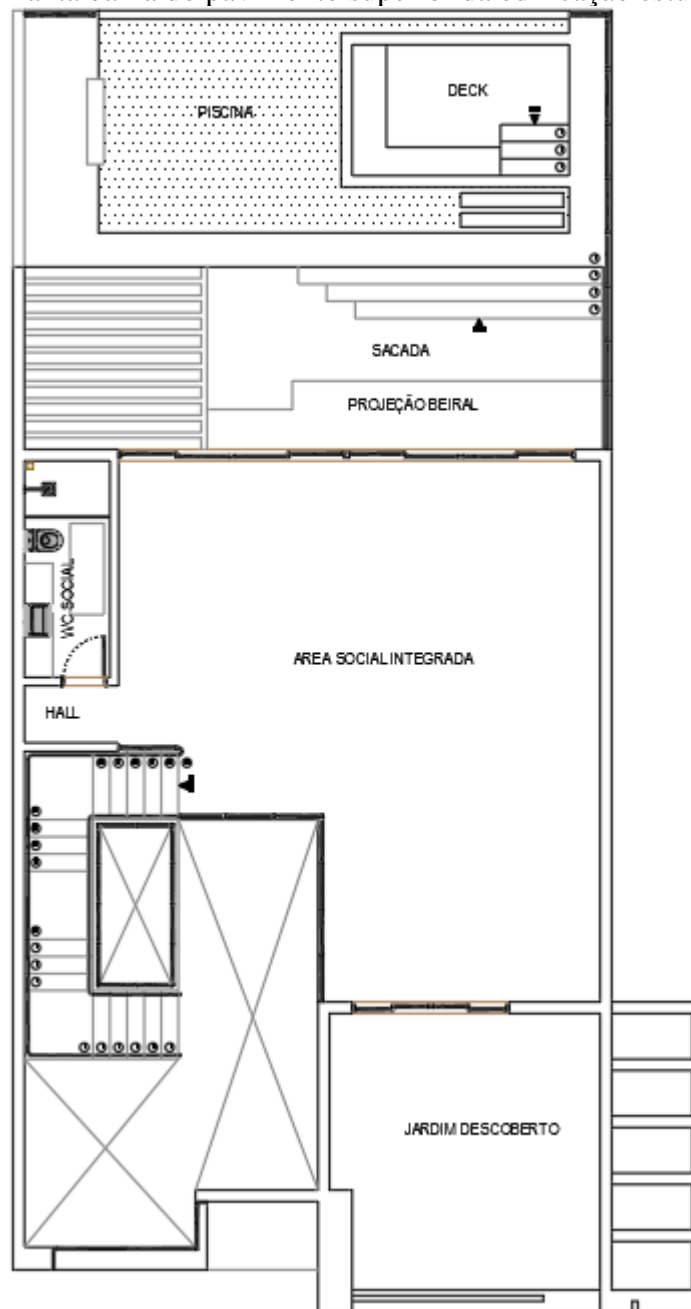 DECK
PISCINA
SACADA
PROJEÇÃO BEIRAL
WC SOCIAL
AREA SOCIAL INTEGRADA
HALL
JARDIM DESCOBERTO